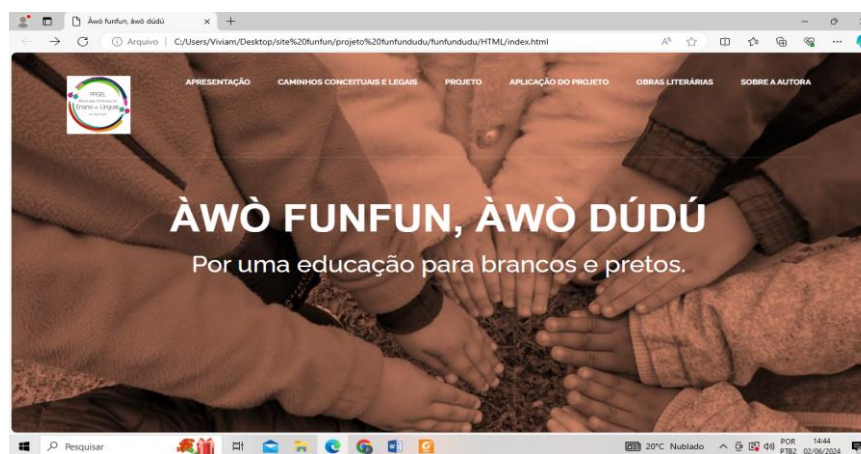 Àwò funfun, àwò dúdú
Arquivo | C:/Users/Viviam/Desktop/site%20funfun/projeto%20funfundudu/funfundudu/HTML/index.html
PPGEL
Ensino de Línguas
APRESENTAÇÃO CAMINHOS CONCEITUAIS E LEGAIS PROJETO APLICAÇÃO DO PROJETO OBRAS LITERÁRIAS SOBRE A AUTORA
ÀWÒ FUNFUN, ÀWÒ DÚDÚ
Por uma educação para brancos e pretos.
Pesquisar
20°C Nublado
POR
PTB2
14:44
02/06/2024